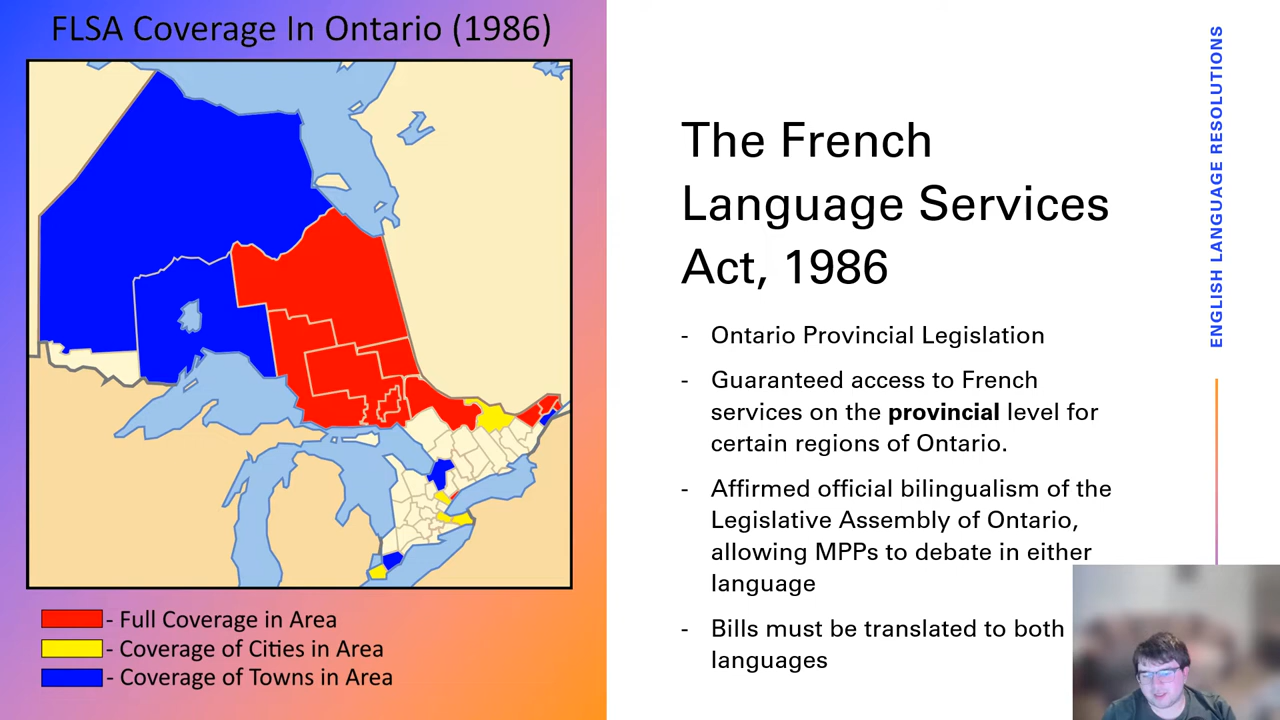 FLSA Coverage In Ontario (1986)
- Full Coverage in Area
- Coverage of Cities in Area
- Coverage of Towns in Area
The French
Language Services
Act, 1986
- Ontario Provincial Legislation
- Guaranteed access to French
services on the provincial level for
certain regions of Ontario.
- Affirmed official bilingualism of the
Legislative Assembly of Ontario,
allowing MPPs to debate in either
language
- Bills must be translated to both
languages
ENGLISH LANGUAGE RESOLUTIONS